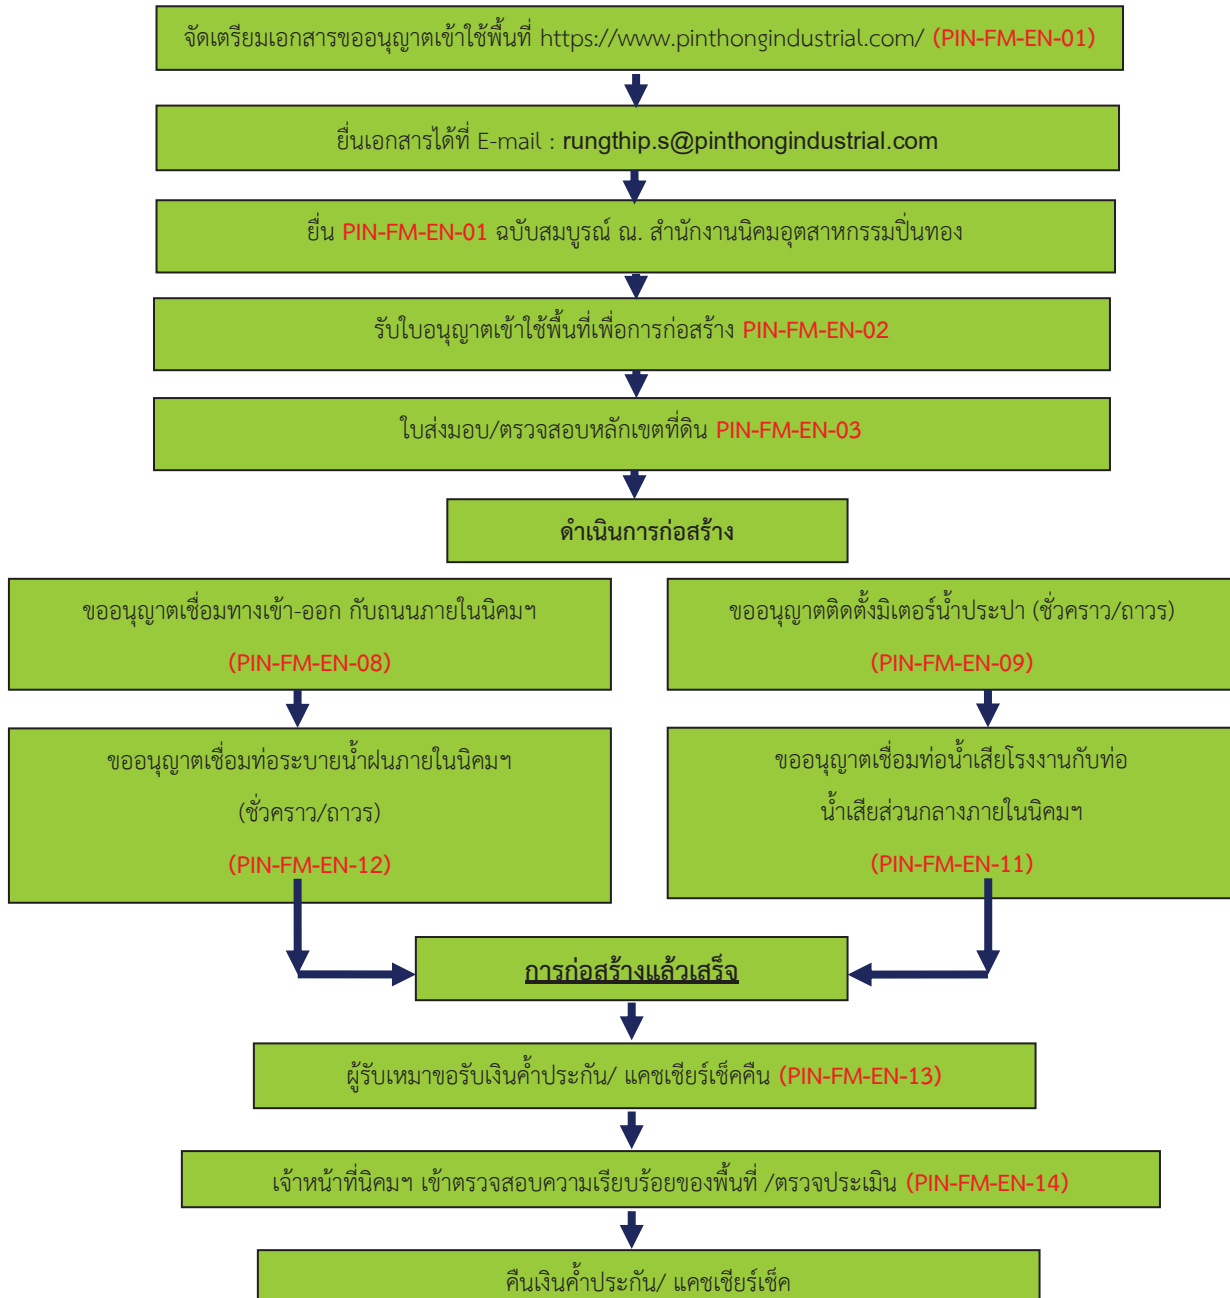 จัดเตรียมเอกสารขออนุญาตเข้าใช้พื้นที่ https://www.pinthongindustrial.com/ (PIN-FM-EN-01)
ยื่นเอกสารได้ที่ E-mail : rungthip.s@pinthongindustrial.com
ยื่น PIN-FM-EN-01 ฉบับสมบูรณ์ ณ. สำนักงานนิคมอุตสาหกรรมปิ่นทอง
รับใบอนุญาตเข้าใช้พื้นที่เพื่อการก่อสร้าง PIN-FM-EN-02
ใบส่งมอบ/ตรวจสอบหลักเขตที่ดิน PIN-FM-EN-03
ดำเนินการก่อสร้าง
ขออนุญาตเชื่อมทางเข้า-ออก กับถนนภายในนิคมฯ
(PIN-FM-EN-08)
ขออนุญาตติดตั้งมิเตอร์น้ำประปา (ชั่วคราว/ถาวร)
(PIN-FM-EN-09)
ขออนุญาตเชื่อมท่อระบายน้ำฝนภายในนิคมฯ
(ชั่วคราว/ถาวร)
(PIN-FM-EN-12)
ขออนุญาตเชื่อมท่อน้ำเสียโรงงานกับท่อ
น้ำเสียส่วนกลางภายในนิคมฯ
(PIN-FM-EN-11)
การก่อสร้างแล้วเสร็จ
ผู้รับเหมาขอรับเงินค้ำประกัน/ แคชเชียร์เช็คคืน (PIN-FM-EN-13)
เจ้าหน้าที่นิคมฯ เข้าตรวจสอบความเรียบร้อยของพื้นที่ /ตรวจประเมิน (PIN-FM-EN-14)
คืนเงินค้ำประกัน/ แคชเชียร์เช็ค